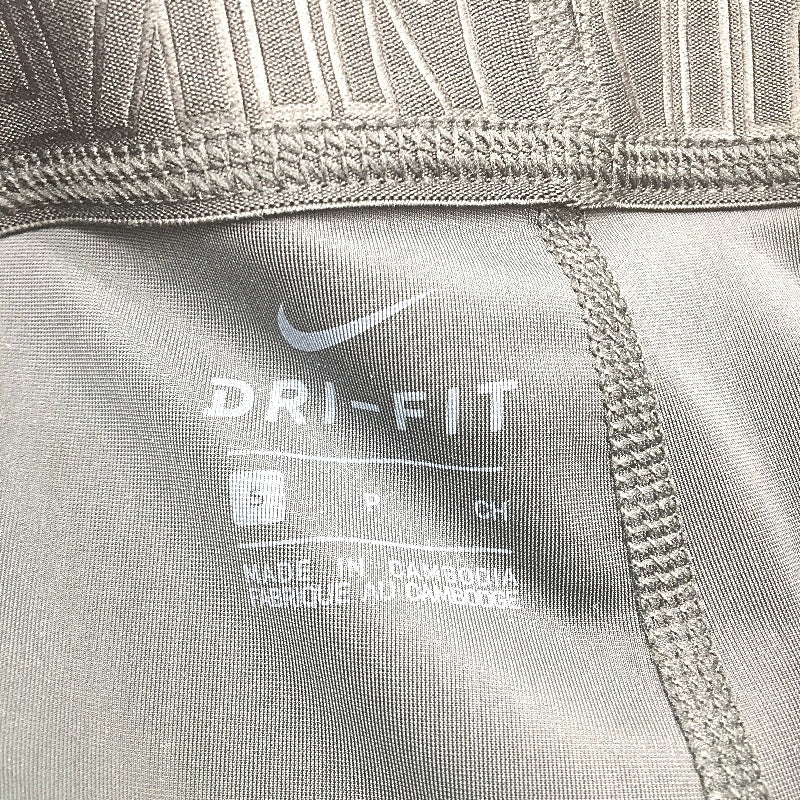 DRI-FIT
S P CH
MADE IN CAMBODIA
FABRIQUÉ AU CAMBODGE